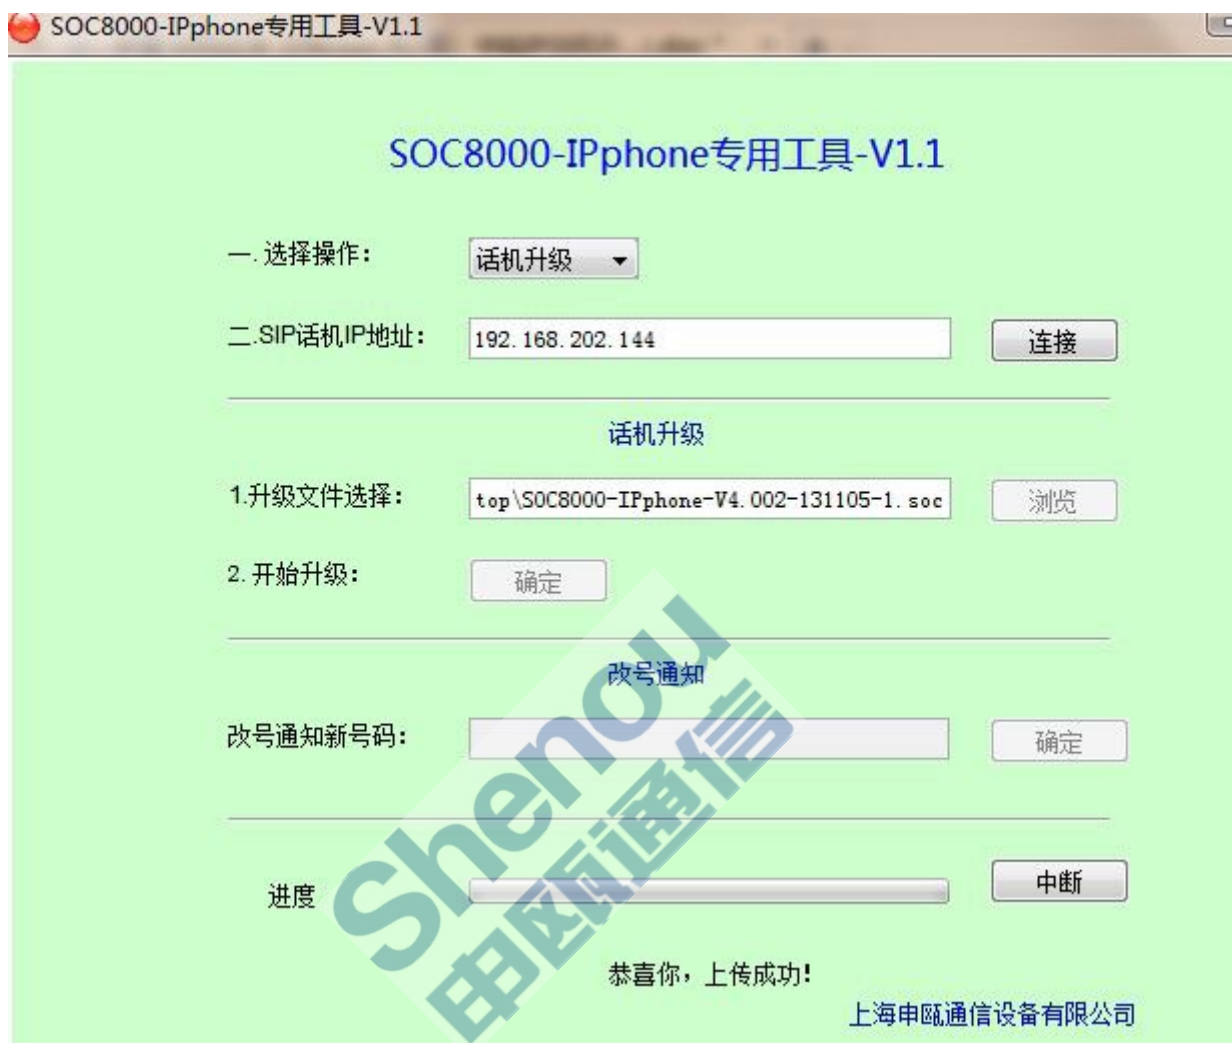 SOC8000-IPphone专用工具-V1.1
SOC8000-IPphone专用工具-V1.1
一. 选择操作： 话机升级
二.SIP话机IP地址： 192.168.202.144 连接
话机升级
1.升级文件选择： top\SOC8000-IPphone-V4.002-131105-1.soc 浏览
2. 开始升级： 确定
改号通知
改号通知新号码： 确定
进度 中断
恭喜你，上传成功！
上海申瓯通信设备有限公司
Shenou
申瓯通信